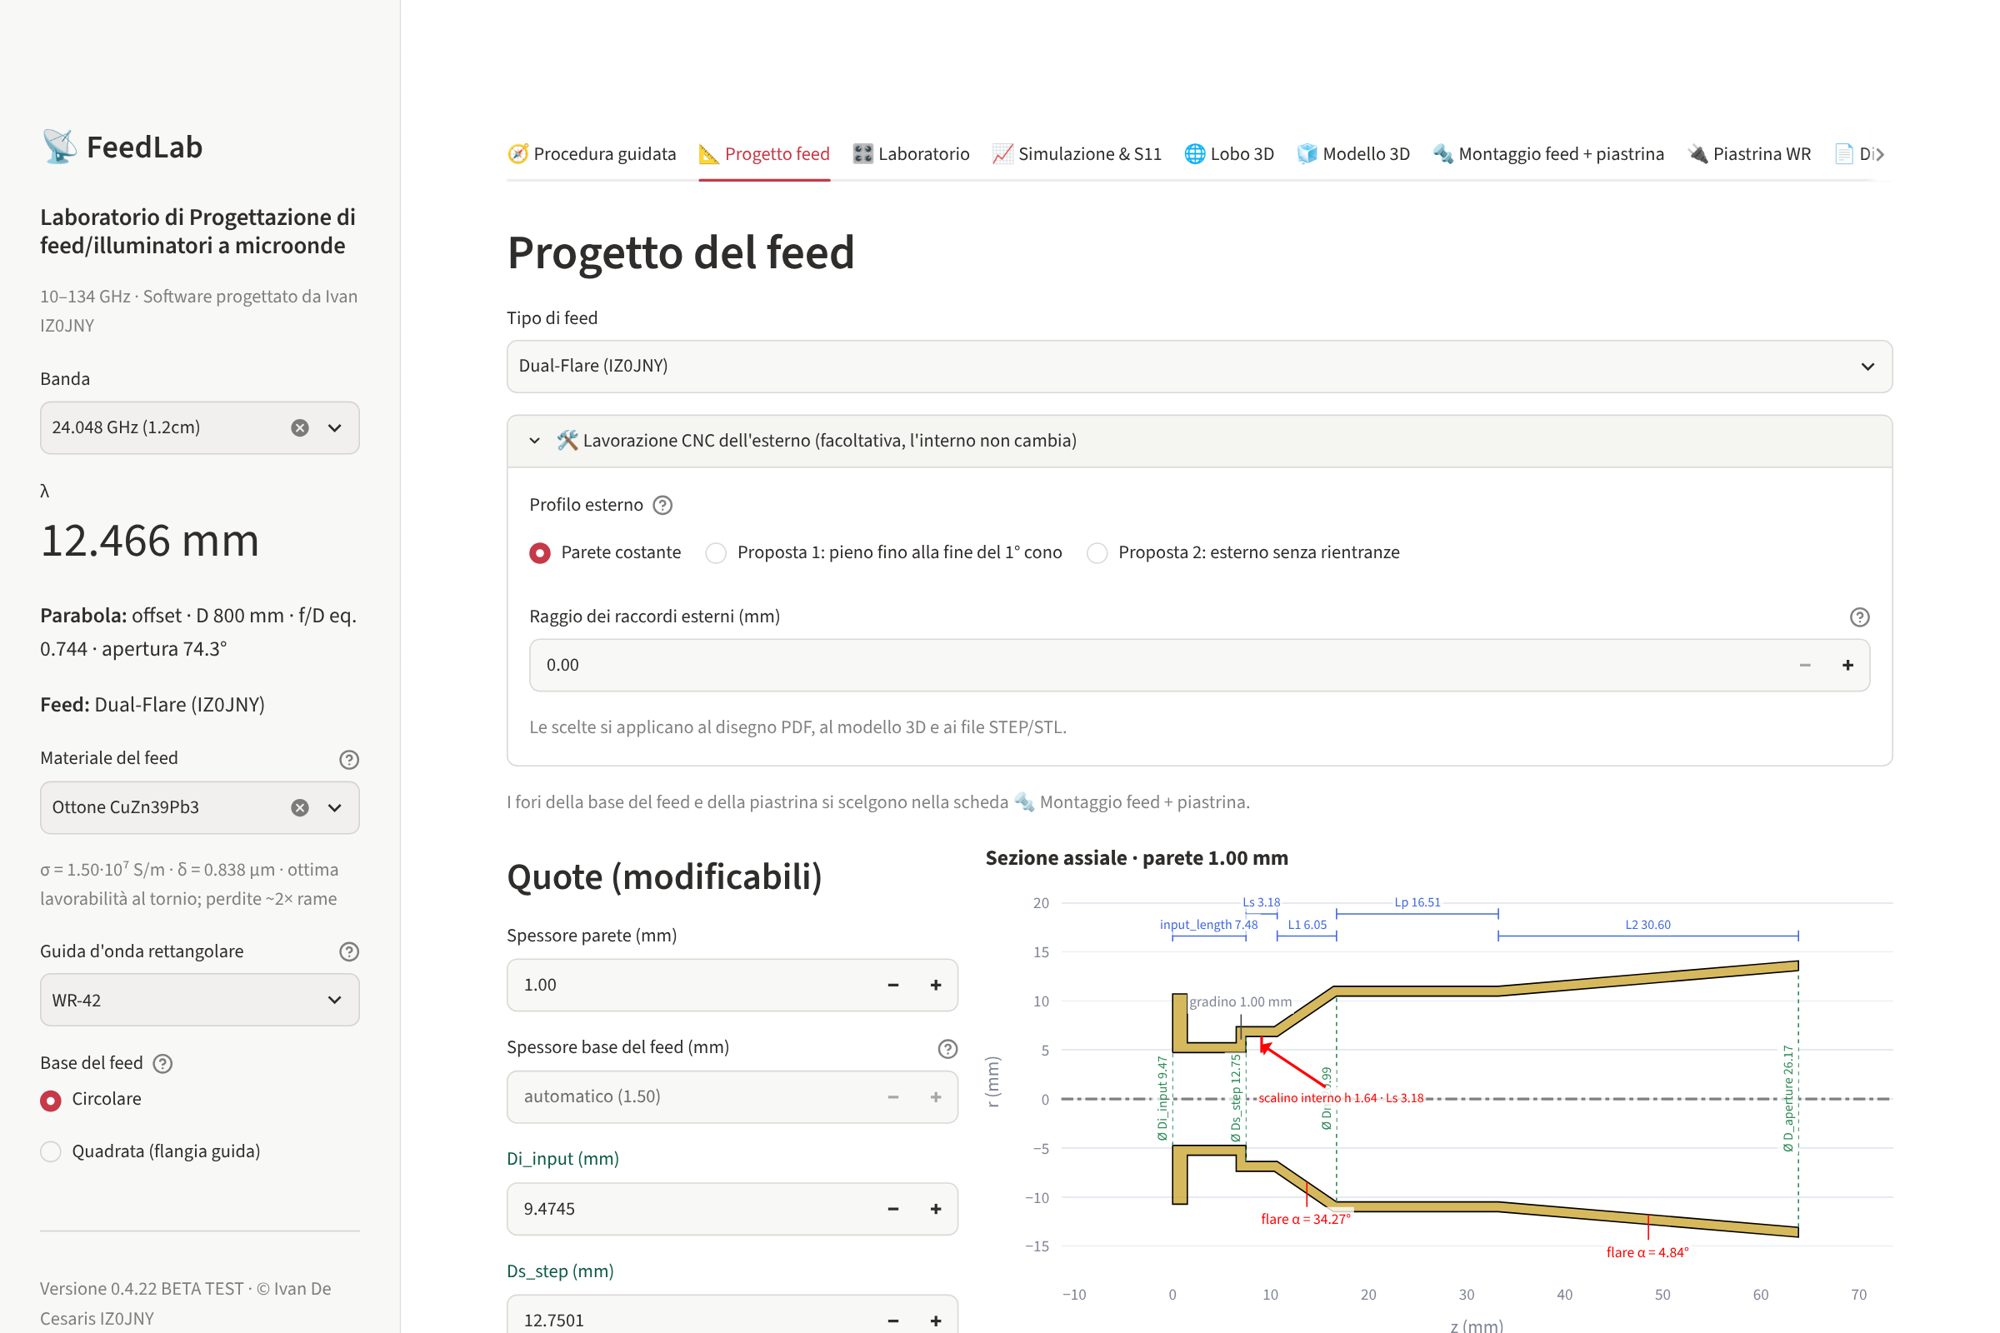 📡 FeedLab
Laboratorio di Progettazione di
feed/illuminatori a microonde
10–134 GHz · Software progettato da Ivan
IZ0JNY
Banda
24.048 GHz (1.2cm)
λ
12.466 mm
Parabola: offset · D 800 mm · f/D eq.
0.744 · apertura 74.3°
Feed: Dual-Flare (IZ0JNY)
Materiale del feed
Ottone CuZn39Pb3
σ = 1.50·10⁷ S/m · δ = 0.838 μm · ottima
lavorabilità al tornio; perdite ~2× rame
Guida d'onda rettangolare
WR-42
Base del feed
Circolare
Quadrata (flangia guida)
Versione 0.4.22 BETA TEST · © Ivan De
Cesaris IZ0JNY
🧭 Procedura guidata
📐 Progetto feed
🎛️ Laboratorio
📈 Simulazione & S11
🌐 Lobo 3D
🧊 Modello 3D
🔩 Montaggio feed + piastrina
🔌 Piastrina WR
Progetto del feed
Tipo di feed
Dual-Flare (IZ0JNY)
🛠️ Lavorazione CNC dell'esterno (facoltativa, l'interno non cambia)
Profilo esterno
Parete costante
Proposta 1: pieno fino alla fine del 1° cono
Proposta 2: esterno senza rientranze
Raggio dei raccordi esterni (mm)
0.00
Le scelte si applicano al disegno PDF, al modello 3D e ai file STEP/STL.
I fori della base del feed e della piastrina si scelgono nella scheda 🔩 Montaggio feed + piastrina.
Quote (modificabili)
Spessore parete (mm)
1.00
Spessore base del feed (mm)
automatico (1.50)
Di_input (mm)
9.4745
Ds_step (mm)
12.7501
Sezione assiale · parete 1.00 mm
Ls 3.18
Lp 16.51
input_length 7.48
L1 6.05
L2 30.60
gradino 1.00 mm
scalino interno h 1.64 · Ls 3.18
Ø Di_input 9.47
Ø Ds_step 12.75
Ø D_aperture 26.17
flare α = 34.27°
flare α = 4.84°
r (mm)
20
15
10
5
0
−5
−10
−15
−10
0
10
20
30
40
50
60
70
z (mm)